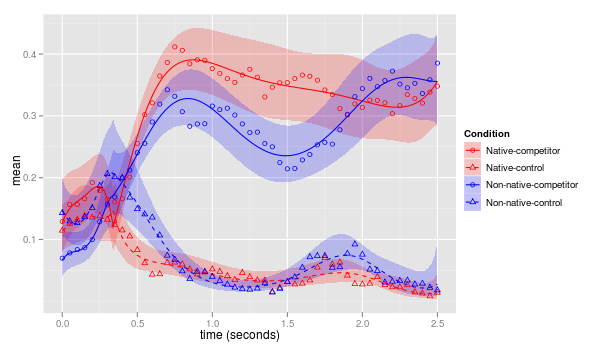 0.4
0.3
0.2
0.1
mean
0.0
0.5
1.0
1.5
2.0
2.5
time (seconds)
Condition
Native-competitor
Native-control
Non-native-competitor
Non-native-control